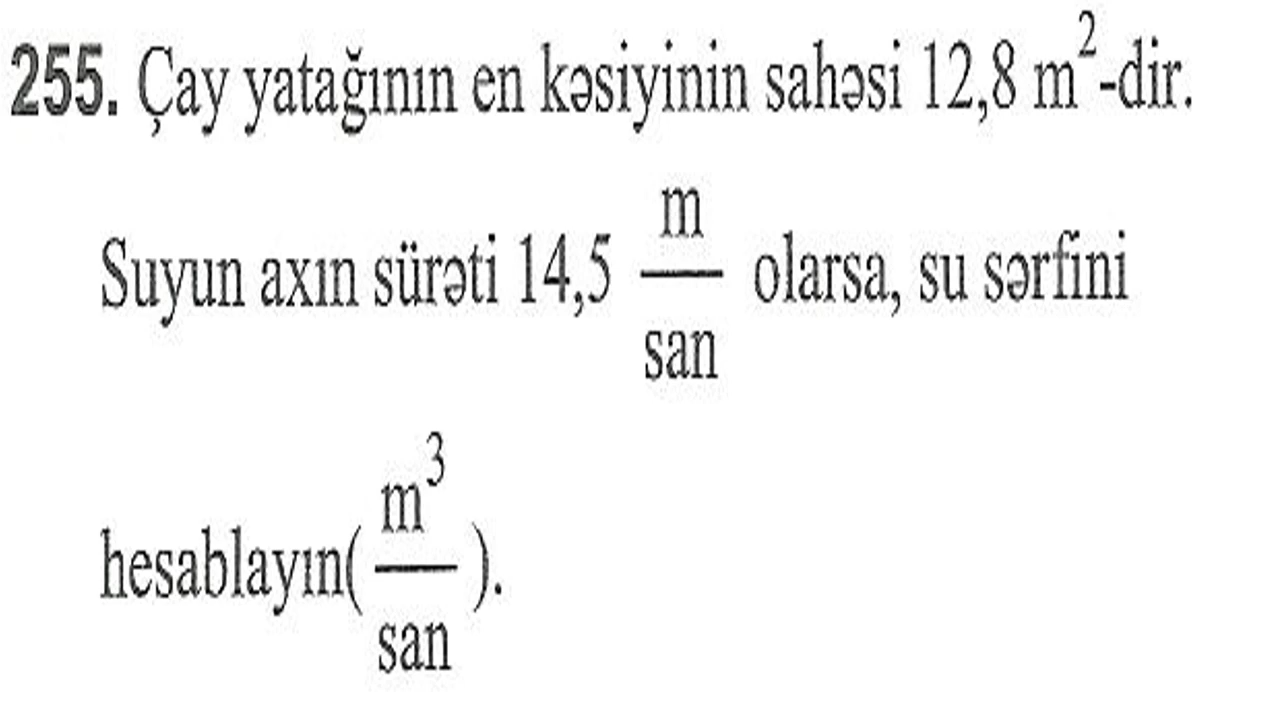 255. Çay yatağının en kəsiyinin sahəsi 12,8 m²-dir.
Suyun axın sürəti 14,5 m/san olarsa, su sərfini
hesablayın(m³/san).